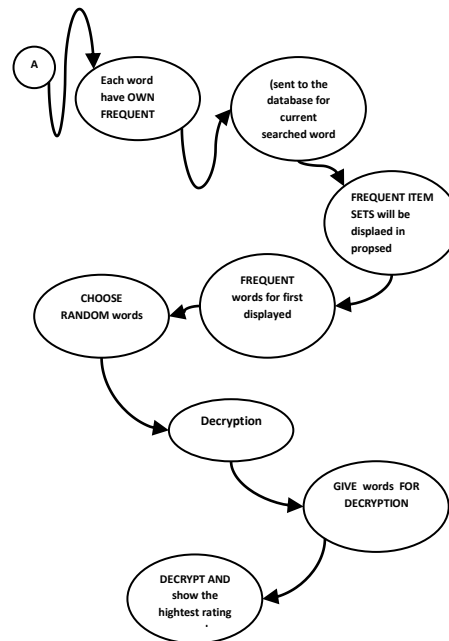 A
Each word
have OWN
FREQUENT
(sent to the
database for
current
searched word
FREQUENT ITEM
SETS will be
displaed in
propsed
FREQUENT
words for first
displayed
CHOOSE
RANDOM words
Decryption
GIVE words FOR
DECRYPTION
DECRYPT AND
show the
highest rating
.